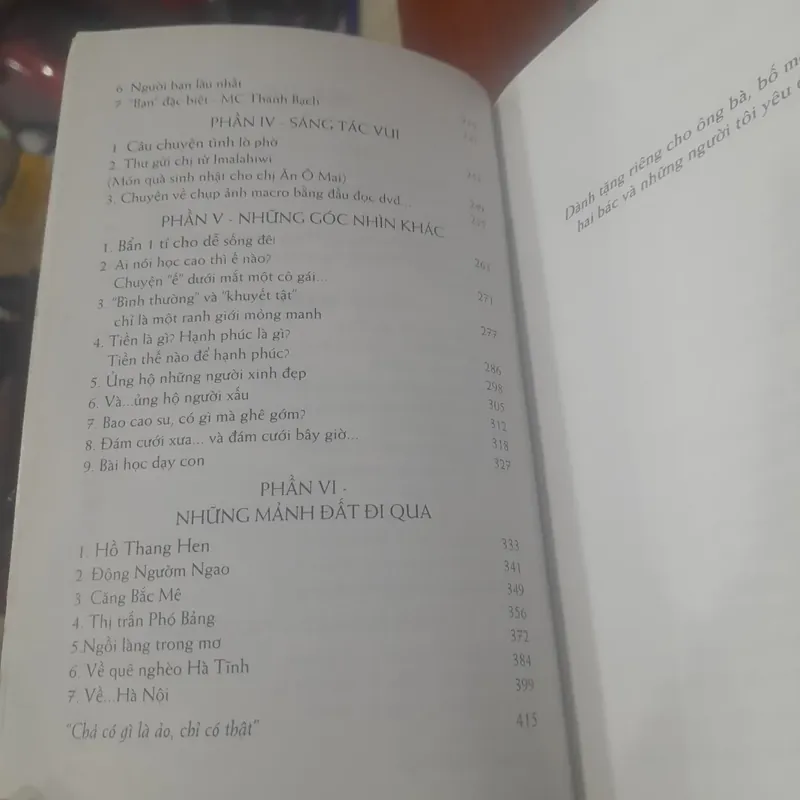 6 Người bạn lâu nhất
7 "Bạn" đặc biệt - MC Thanh Bạch
PHẦN IV - SÁNG TÁC VUI
1 Câu chuyện tình lò phò
2 Thư gửi chị từ Imalahiwi
(Món quà sinh nhật cho chị Ân Ô Mai)
3. Chuyện về chụp ảnh macro bằng đầu đọc dvd...
PHẦN V - NHỮNG GÓC NHÌN KHÁC
1. Bẩn 1 tí cho dễ sống đêi
2. Ai nói học cao thì ế nào?
Chuyện "ế" dưới mắt một cô gái...
3. "Bình thường" và "khuyết tật" 271
chỉ là một ranh giới mỏng manh
4. Tiền là gì? Hạnh phúc là gì? 277
Tiền thế nào để hạnh phúc?
5. Ủng hộ những người xinh đẹp 286
6. Và...ủng hộ người xấu 298
7. Bao cao su, có gì mà ghê gớm? 305
8. Đám cưới xưa... và đám cưới bây giờ... 312
9. Bài học dạy con 318
327
PHẦN VI -
NHỮNG MẢNH ĐẤT ĐI QUA
1. Hồ Thang Hen 333
2 Động Ngườm Ngao 341
3 Căng Bắc Mê 349
4. Thị trấn Phó Bảng 356
5.Ngồi làng trong mơ 372
6. Về quê nghèo Hà Tĩnh 384
7. Về...Hà Nội 399
"Chả có gì là ảo, chỉ có thật" 415
Dành tặng riêng cho ông bà, bố
hai bác và những người tôi yêu